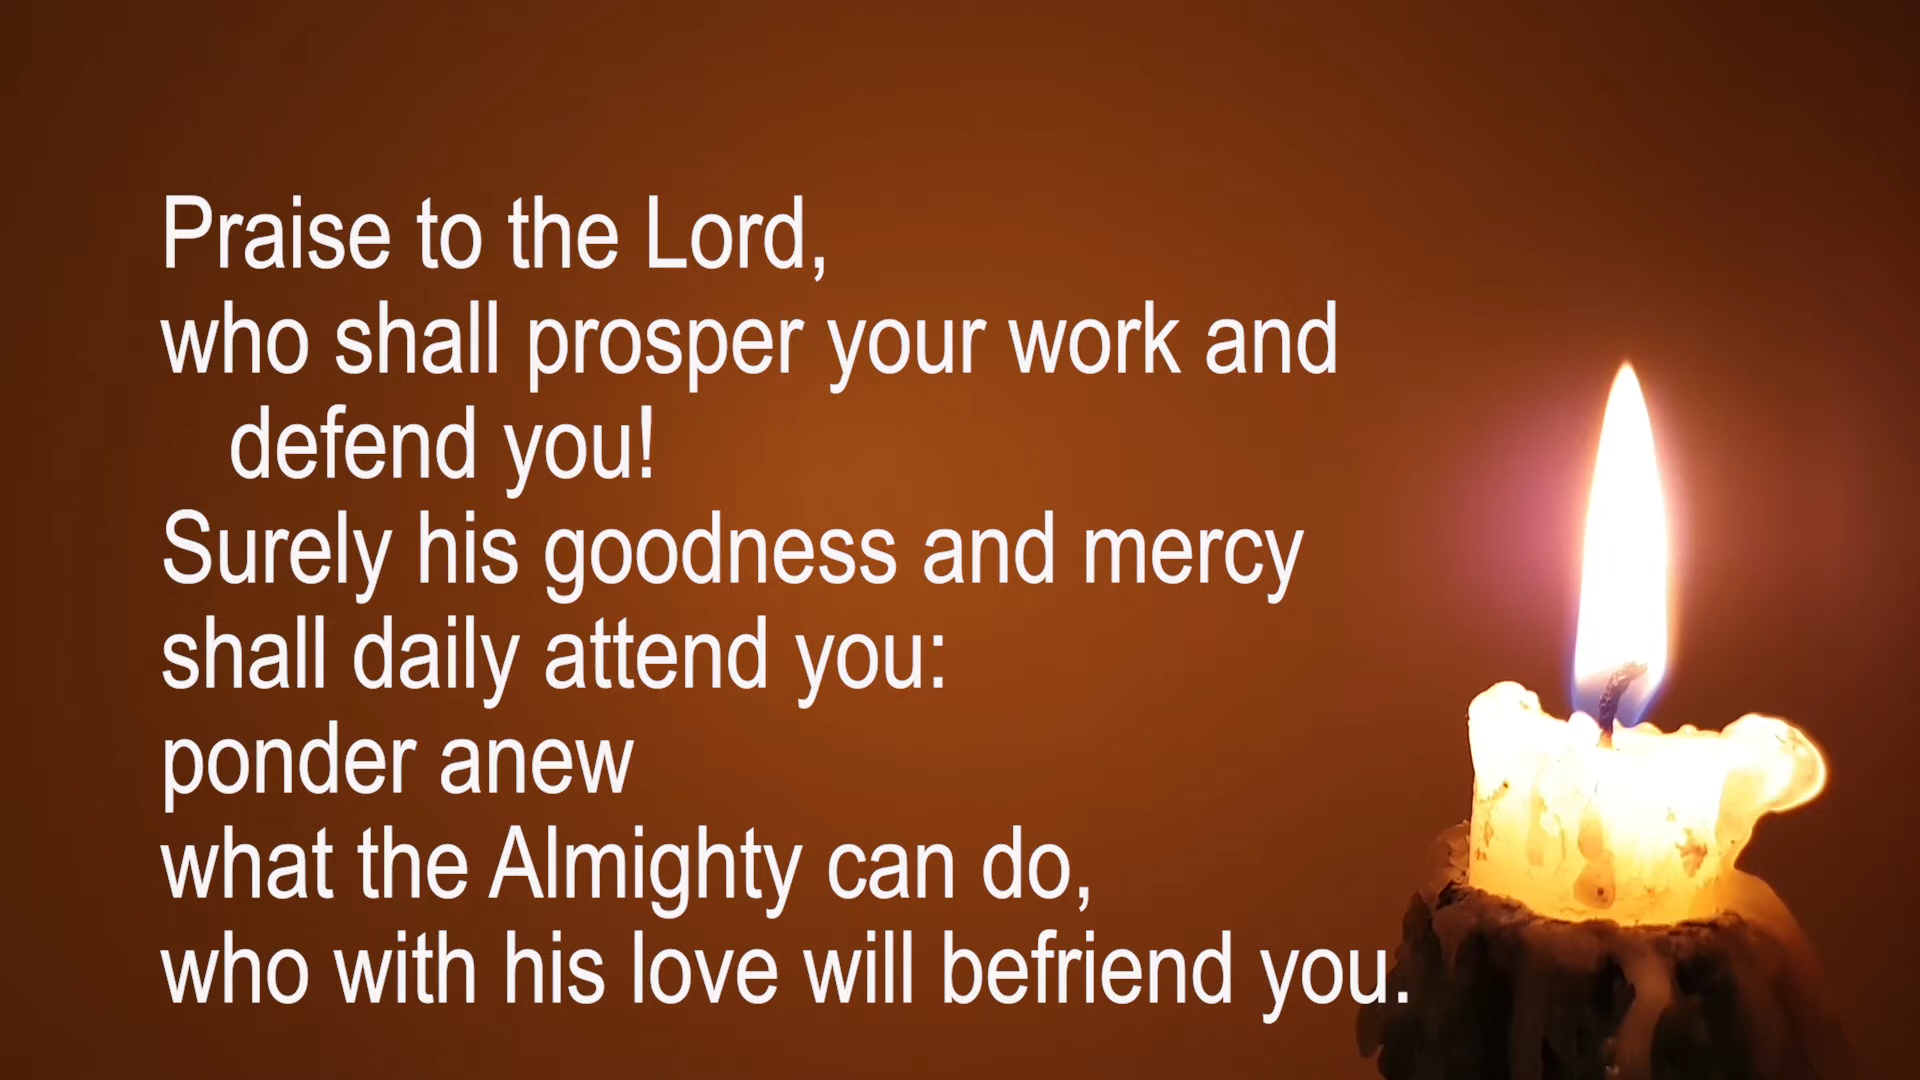 Praise to the Lord,
who shall prosper your work and
defend you!
Surely his goodness and mercy
shall daily attend you:
ponder anew
what the Almighty can do,
who with his love will befriend you.